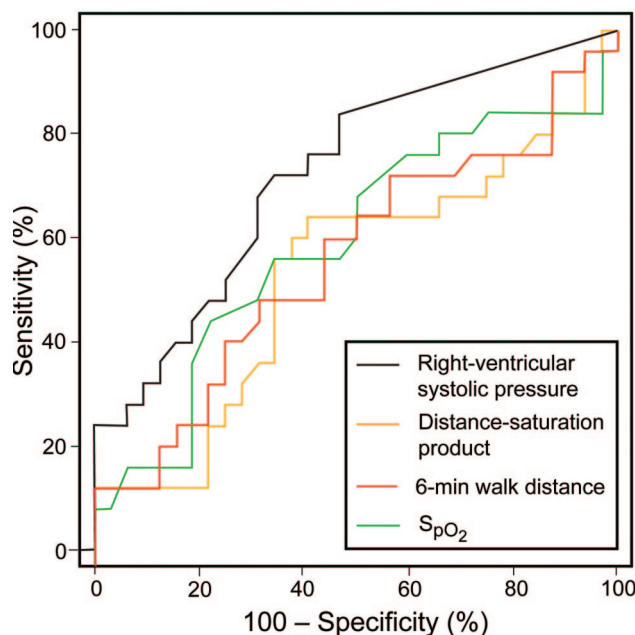 100
80
60
40
20
0
Sensitivity (%)
Right-ventricular
systolic pressure
Distance-saturation
product
6-min walk distance
SpO2
0 20 40 60 80 100
100 – Specificity (%)